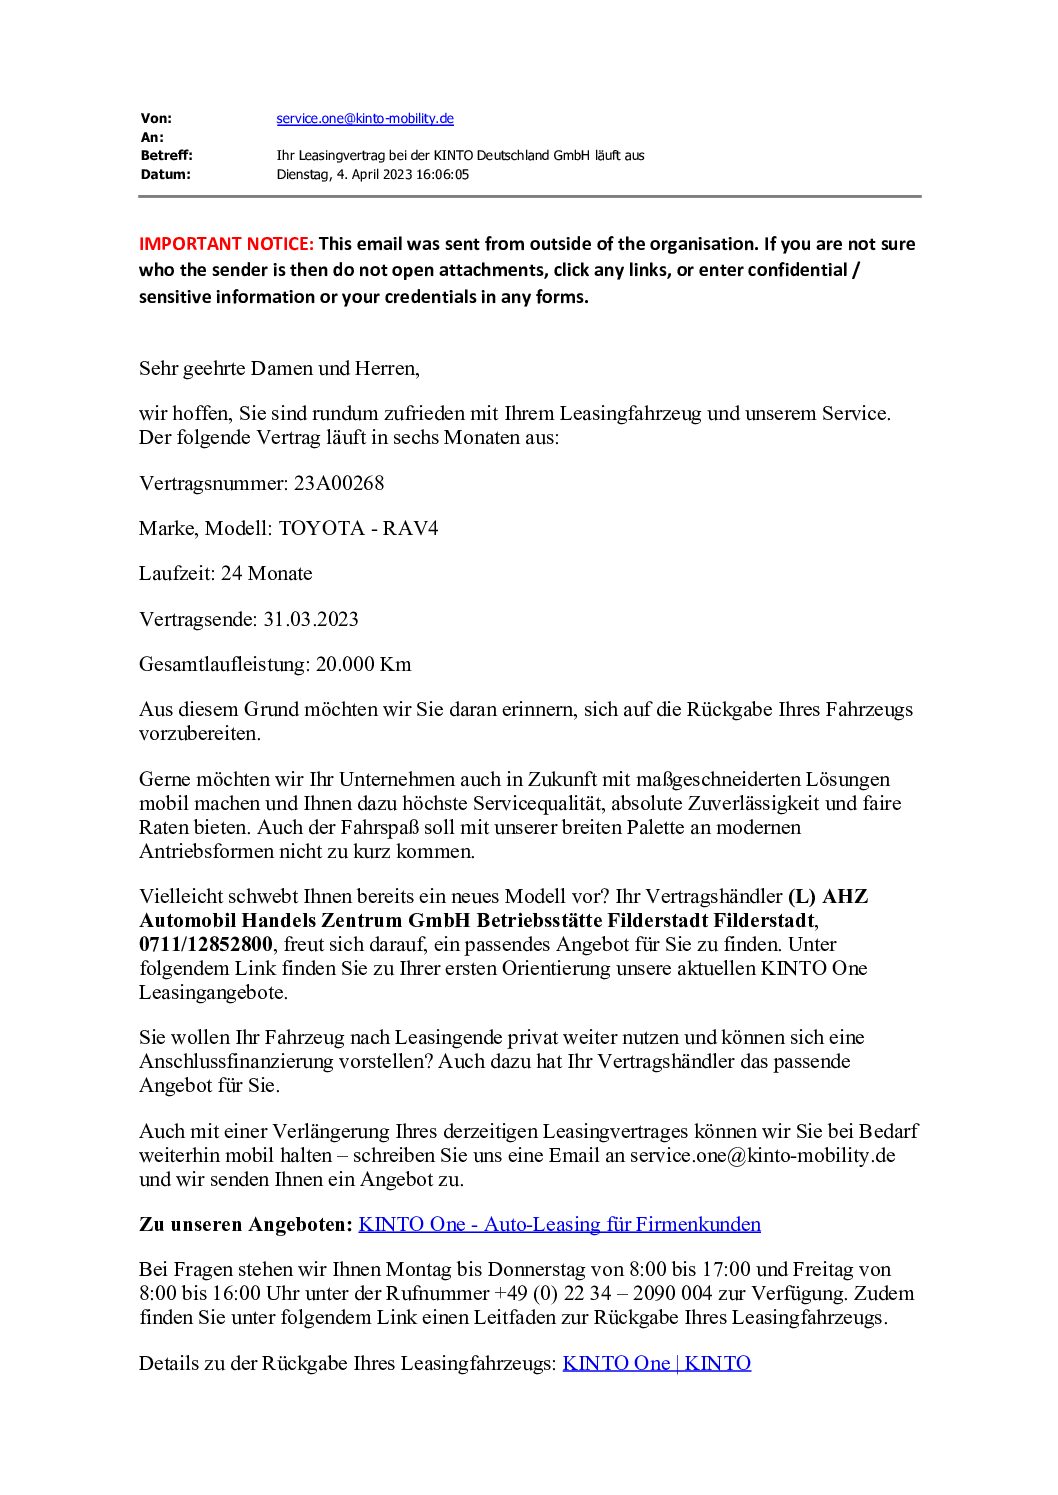 Von: service.one@kinto-mobility.de
An:
Betreff: Ihr Leasingvertrag bei der KINTO Deutschland GmbH läuft aus
Datum: Dienstag, 4. April 2023 16:06:05
IMPORTANT NOTICE: This email was sent from outside of the organisation. If you are not sure
who the sender is then do not open attachments, click any links, or enter confidential /
sensitive information or your credentials in any forms.
Sehr geehrte Damen und Herren,
wir hoffen, Sie sind rundum zufrieden mit Ihrem Leasingfahrzeug und unserem Service.
Der folgende Vertrag läuft in sechs Monaten aus:
Vertragsnummer: 23A00268
Marke, Modell: TOYOTA - RAV4
Laufzeit: 24 Monate
Vertragsende: 31.03.2023
Gesamtlaufleistung: 20.000 Km
Aus diesem Grund möchten wir Sie daran erinnern, sich auf die Rückgabe Ihres Fahrzeugs
vorzubereiten.
Gerne möchten wir Ihr Unternehmen auch in Zukunft mit maßgeschneiderten Lösungen
mobil machen und Ihnen dazu höchste Servicequalität, absolute Zuverlässigkeit und faire
Raten bieten. Auch der Fahrspaß soll mit unserer breiten Palette an modernen
Antriebsformen nicht zu kurz kommen.
Vielleicht schwebt Ihnen bereits ein neues Modell vor? Ihr Vertragshändler (L) AHZ
Automobil Handels Zentrum GmbH Betriebsstätte Filderstadt Filderstadt,
0711/12852800, freut sich darauf, ein passendes Angebot für Sie zu finden. Unter
folgendem Link finden Sie zu Ihrer ersten Orientierung unsere aktuellen KINTO One
Leasingangebote.
Sie wollen Ihr Fahrzeug nach Leasingende privat weiter nutzen und können sich eine
Anschlussfinanzierung vorstellen? Auch dazu hat Ihr Vertragshändler das passende
Angebot für Sie.
Auch mit einer Verlängerung Ihres derzeitigen Leasingvertrages können wir Sie bei Bedarf
weiterhin mobil halten – schreiben Sie uns eine Email an service.one@kinto-mobility.de
und wir senden Ihnen ein Angebot zu.
Zu unseren Angeboten: KINTO One - Auto-Leasing für Firmenkunden
Bei Fragen stehen wir Ihnen Montag bis Donnerstag von 8:00 bis 17:00 und Freitag von
8:00 bis 16:00 Uhr unter der Rufnummer +49 (0) 22 34 – 2090 004 zur Verfügung. Zudem
finden Sie unter folgendem Link einen Leitfaden zur Rückgabe Ihres Leasingfahrzeugs.
Details zu der Rückgabe Ihres Leasingfahrzeugs: KINTO One | KINTO